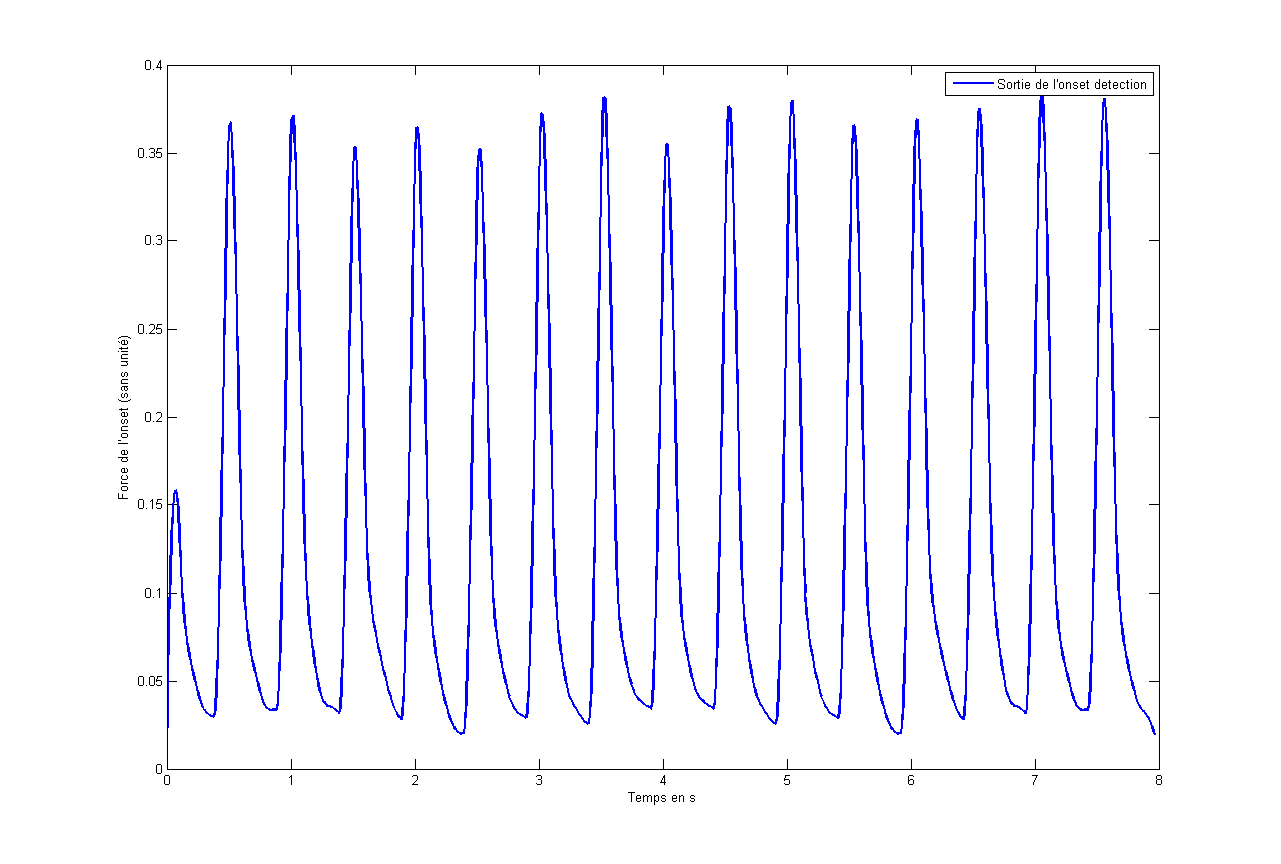 Sortie de l'onset detection
Force de l'onset (sans unité)
0.4
0.35
0.3
0.25
0.2
0.15
0.1
0.05
0
0 1 2 3 4 5 6 7 8
Temps en s